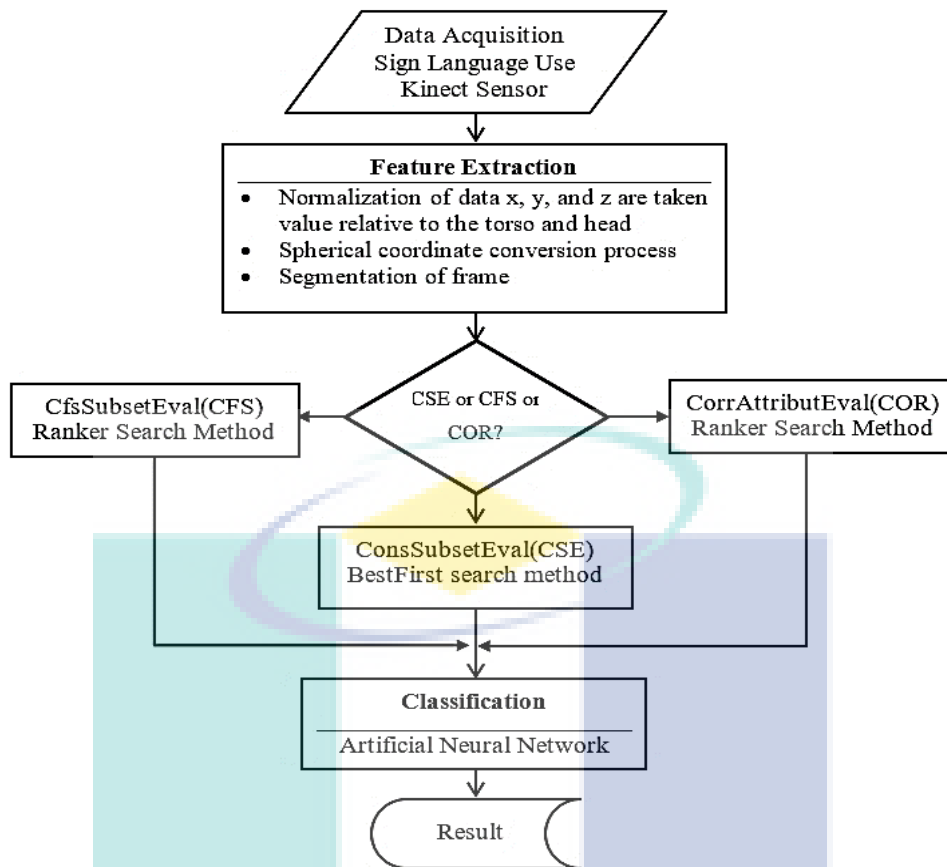 Data Acquisition
Sign Language Use
Kinect Sensor
Feature Extraction
• Normalization of data x, y, and z are taken
value relative to the torso and head
• Spherical coordinate conversion process
• Segmentation of frame
CSE or CFS or
COR?
CfsSubsetEval(CFS)
Ranker Search Method
CorrAttributEval(COR)
Ranker Search Method
ConsSubsetEval(CSE)
BestFirst search method
Classification
Artificial Neural Network
Result